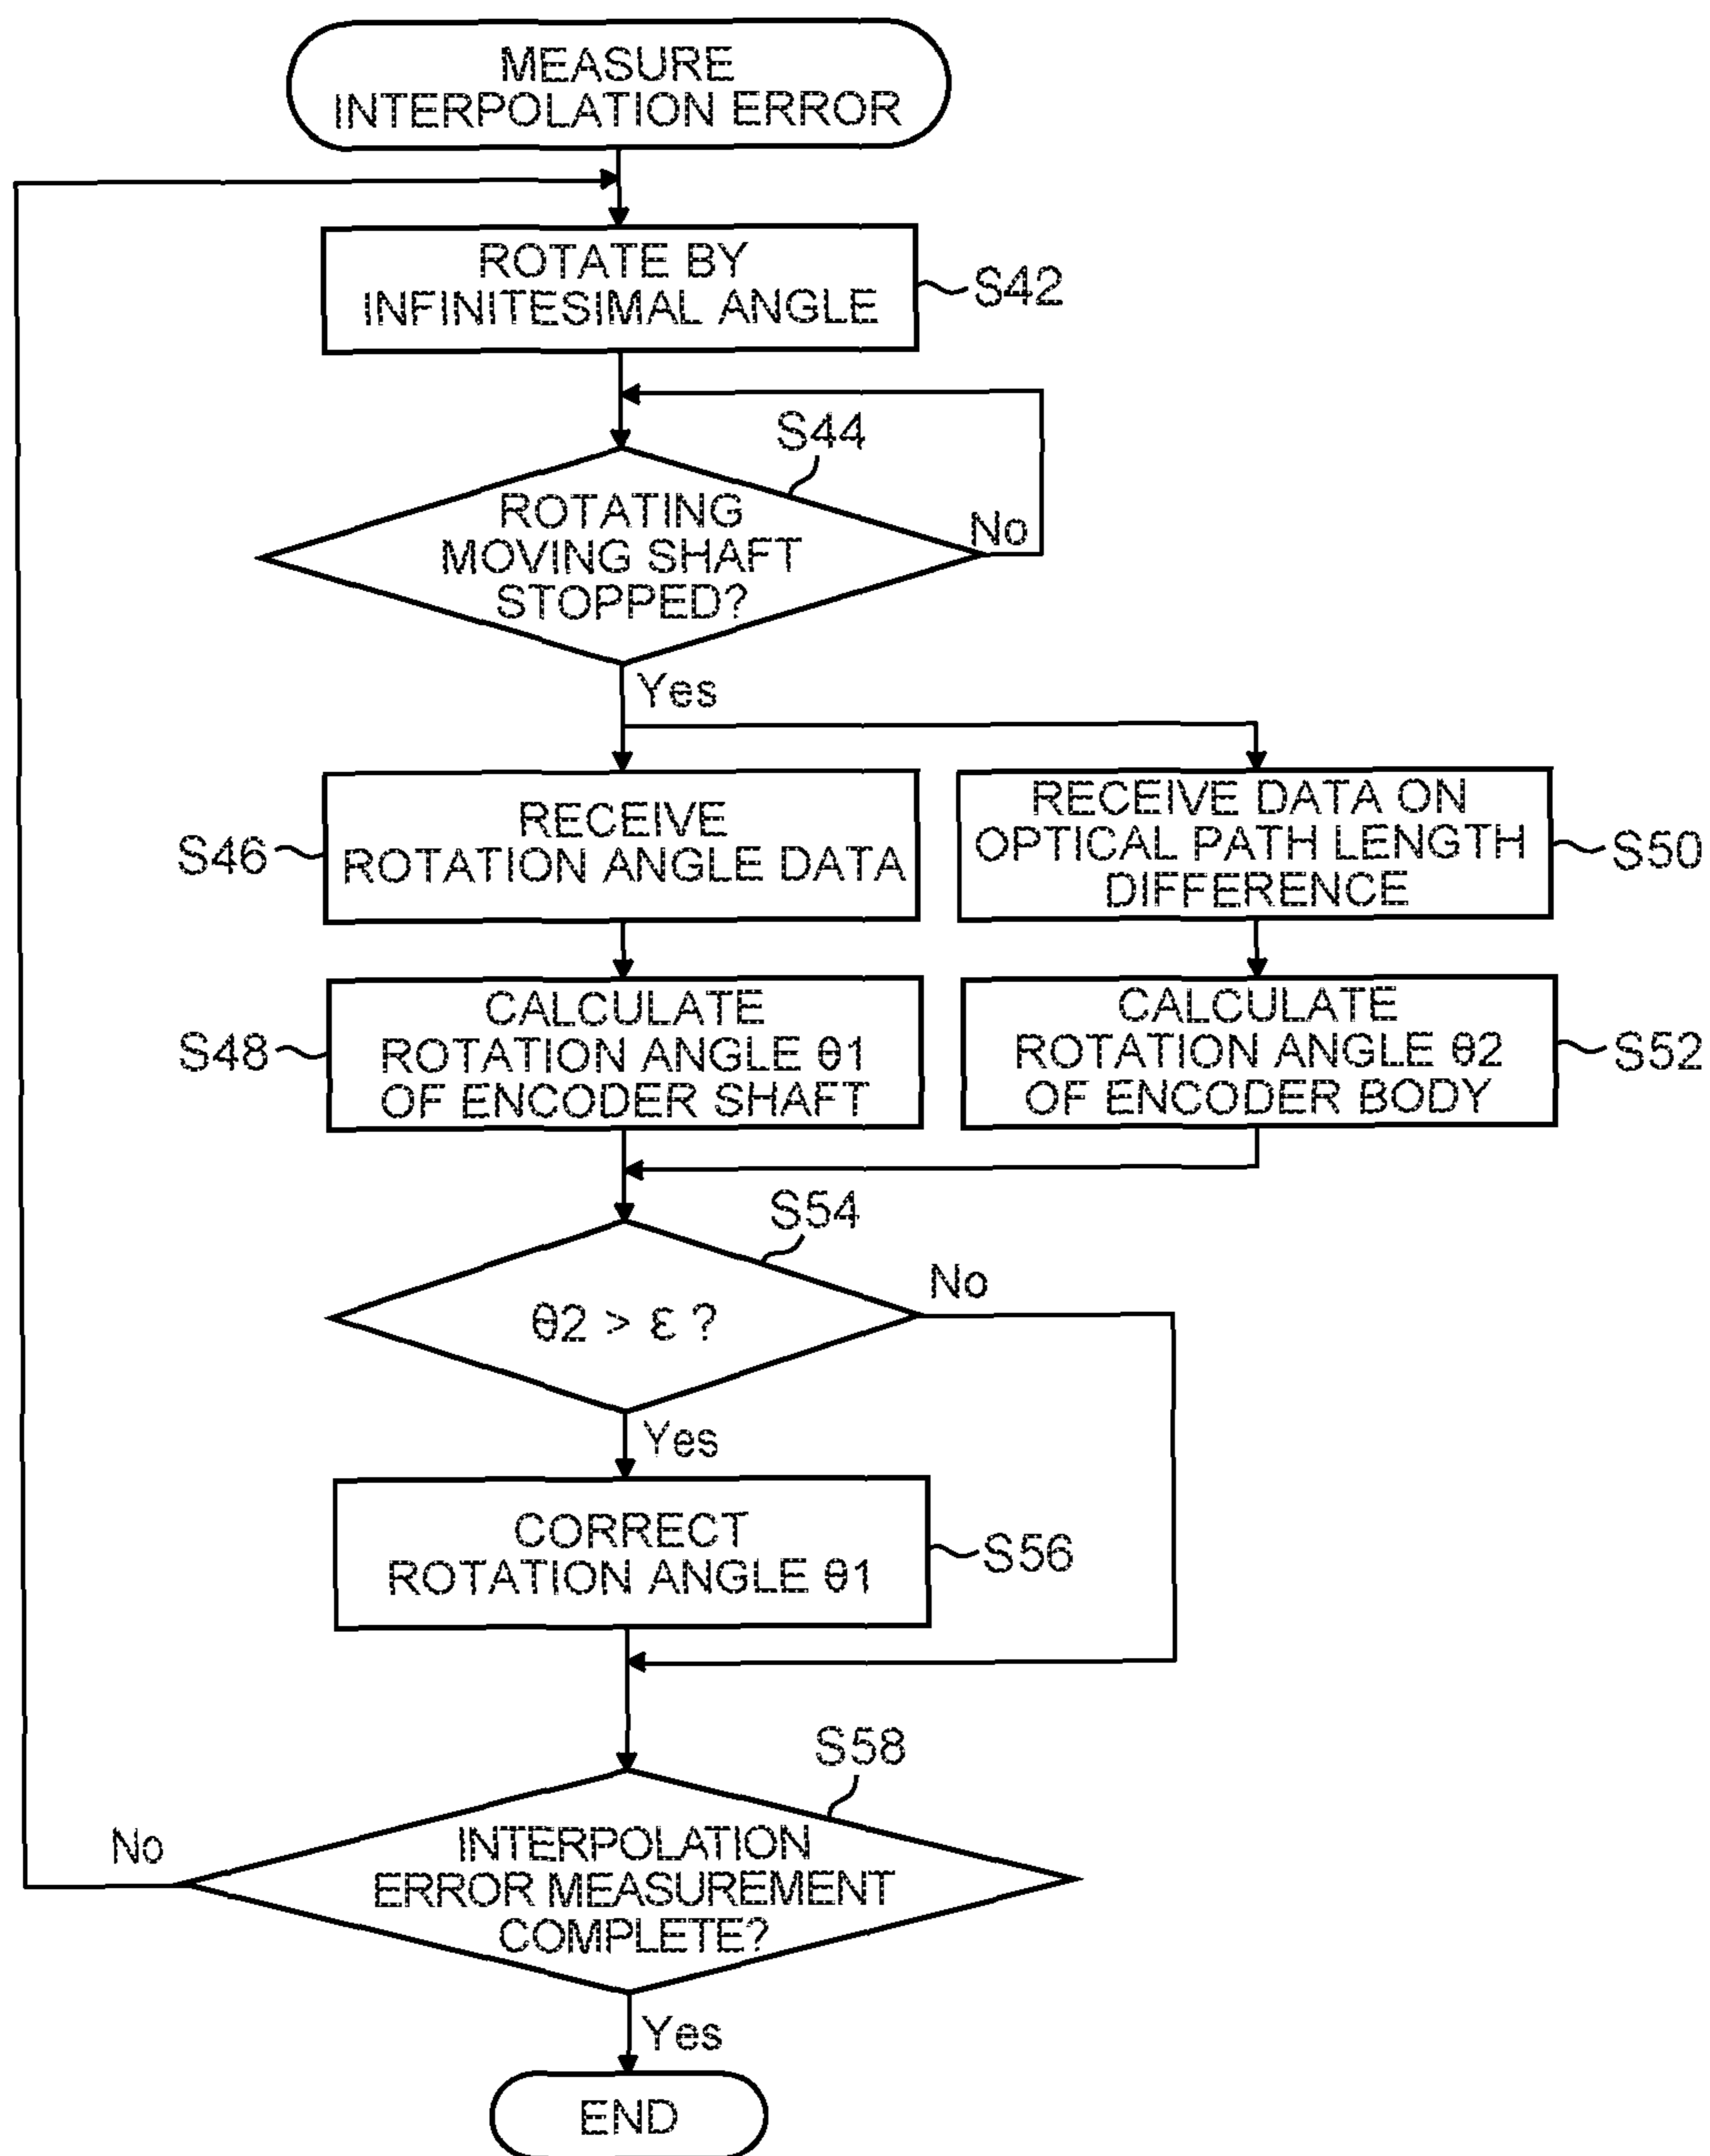 MEASURE
INTERPOLATION ERROR
ROTATE BY
INFINITESIMAL ANGLE
S42
S44
ROTATING
MOVING SHAFT
STOPPED?
No
Yes
RECEIVE
ROTATION ANGLE DATA
S46
RECEIVE DATA ON
OPTICAL PATH LENGTH
DIFFERENCE
S50
CALCULATE
ROTATION ANGLE θ1
OF ENCODER SHAFT
S48
CALCULATE
ROTATION ANGLE θ2
OF ENCODER BODY
S52
S54
θ2 > ε ?
No
Yes
CORRECT
ROTATION ANGLE θ1
S56
S58
INTERPOLATION
ERROR MEASUREMENT
COMPLETE?
No
Yes
END